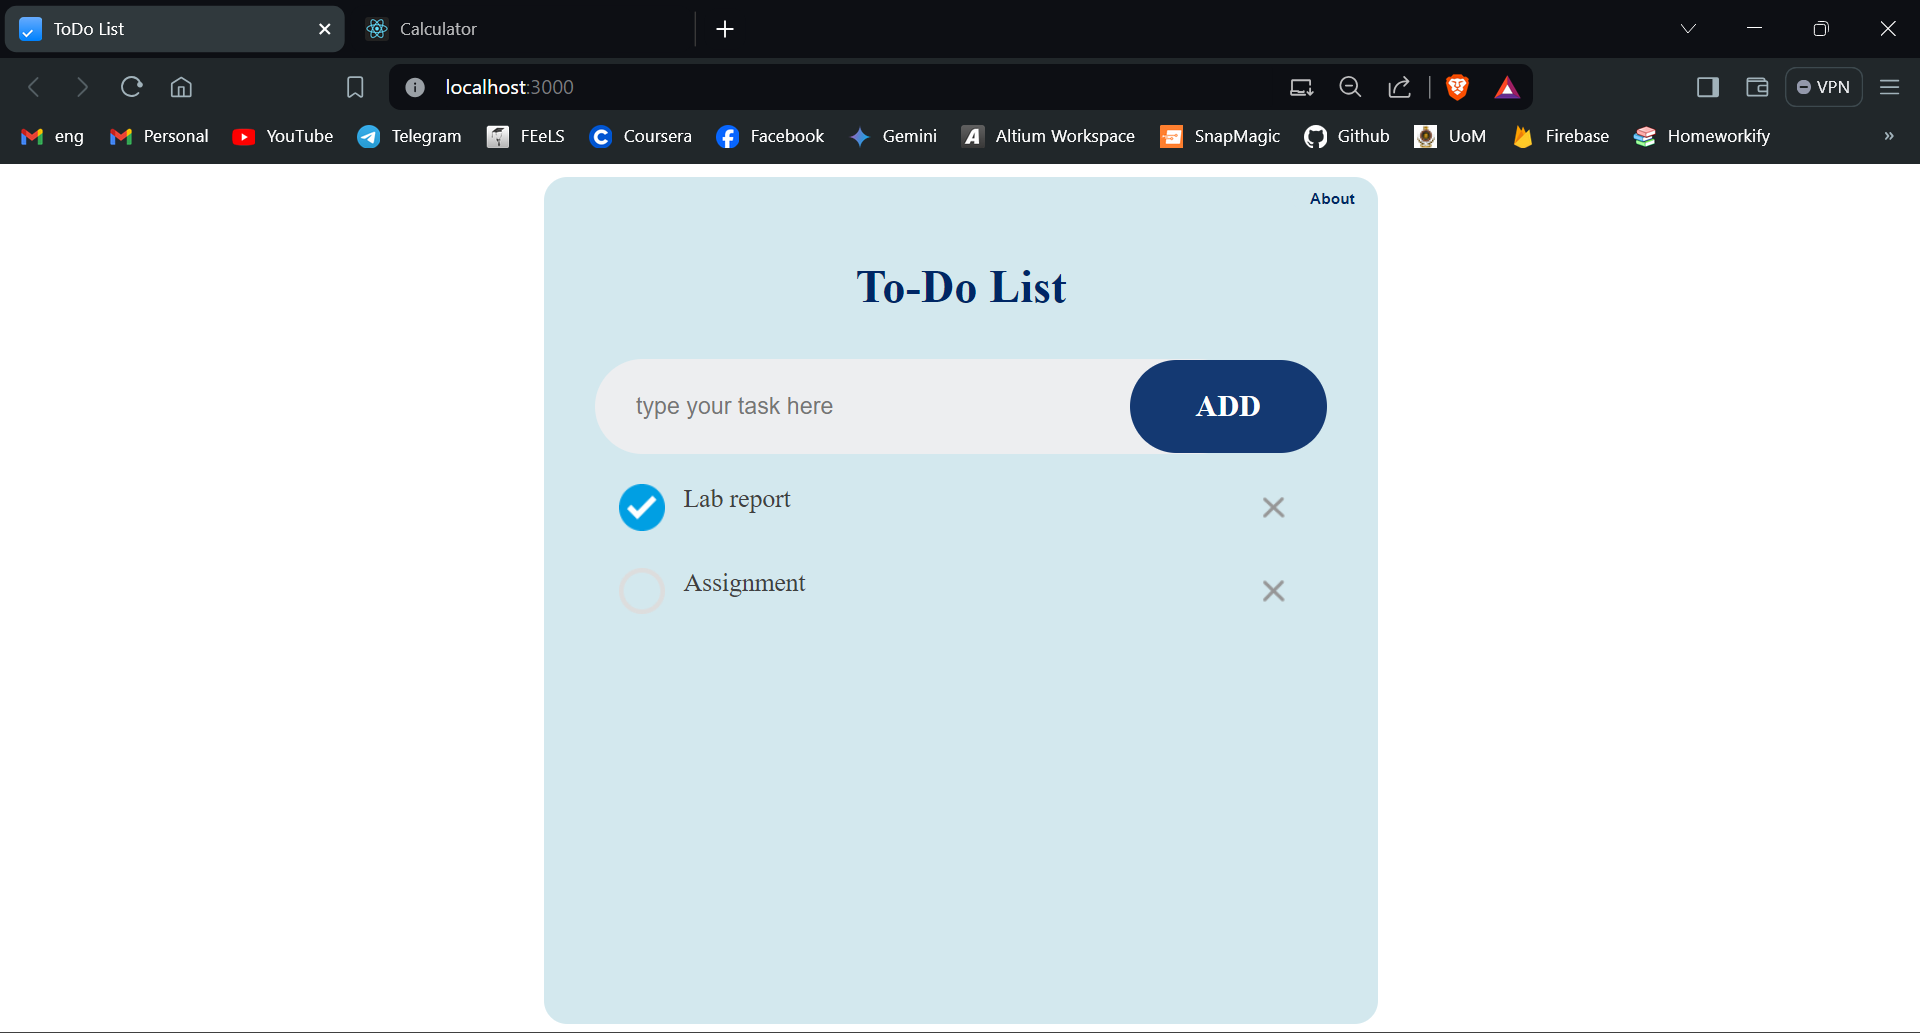 ToDo List
Calculator
localhost:3000
VPN
eng Personal YouTube Telegram FEeLS Coursera Facebook Gemini Altium Workspace SnapMagic Github UoM Firebase Homeworkify »
About
To-Do List
type your task here
ADD
Lab report
Assignment